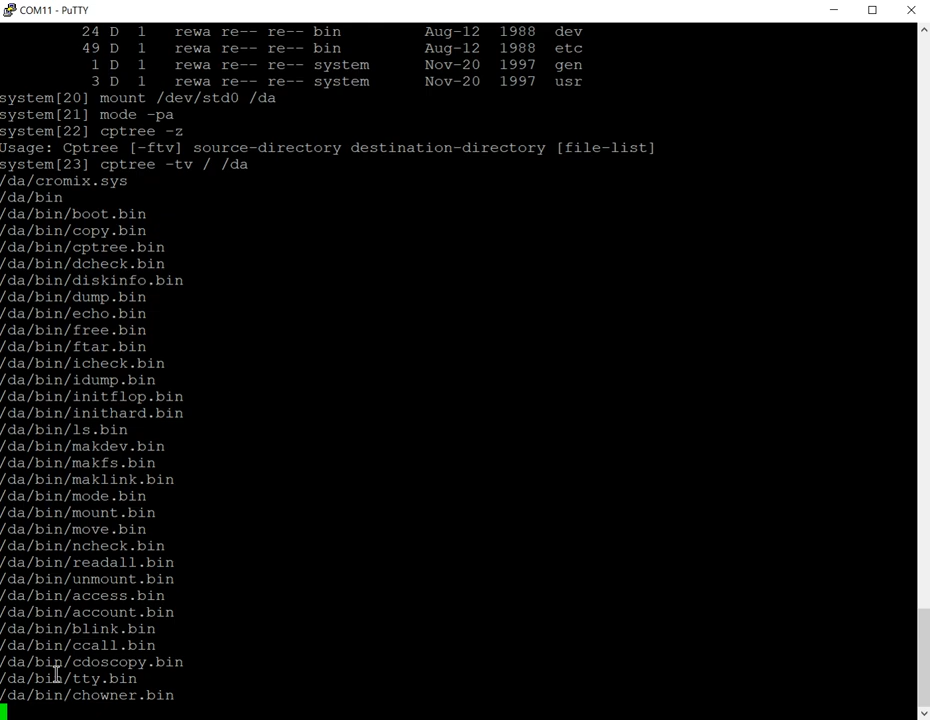 COM11 - PuTTY
24 D 1 rewa re-- re-- bin Aug-12 1988 dev
49 D 1 rewa re-- re-- bin Aug-12 1988 etc
1 D 1 rewa re-- re-- system Nov-20 1997 gen
3 D 1 rewa re-- re-- system Nov-20 1997 usr
system[20] mount /dev/std0 /da
system[21] mode -pa
system[22] cptree -z
Usage: Cptree [-ftv] source-directory destination-directory [file-list]
system[23] cptree -tv / /da
/da/cromix.sys
/da/bin
/da/bin/boot.bin
/da/bin/copy.bin
/da/bin/cptree.bin
/da/bin/dcheck.bin
/da/bin/diskinfo.bin
/da/bin/dump.bin
/da/bin/echo.bin
/da/bin/free.bin
/da/bin/ftar.bin
/da/bin/icheck.bin
/da/bin/idump.bin
/da/bin/initflop.bin
/da/bin/inithard.bin
/da/bin/ls.bin
/da/bin/makdev.bin
/da/bin/makfs.bin
/da/bin/maklink.bin
/da/bin/mode.bin
/da/bin/mount.bin
/da/bin/move.bin
/da/bin/ncheck.bin
/da/bin/readall.bin
/da/bin/unmount.bin
/da/bin/access.bin
/da/bin/account.bin
/da/bin/blink.bin
/da/bin/ccall.bin
/da/bin/cdoscopy.bin
/da/bin/tty.bin
/da/bin/chowner.bin